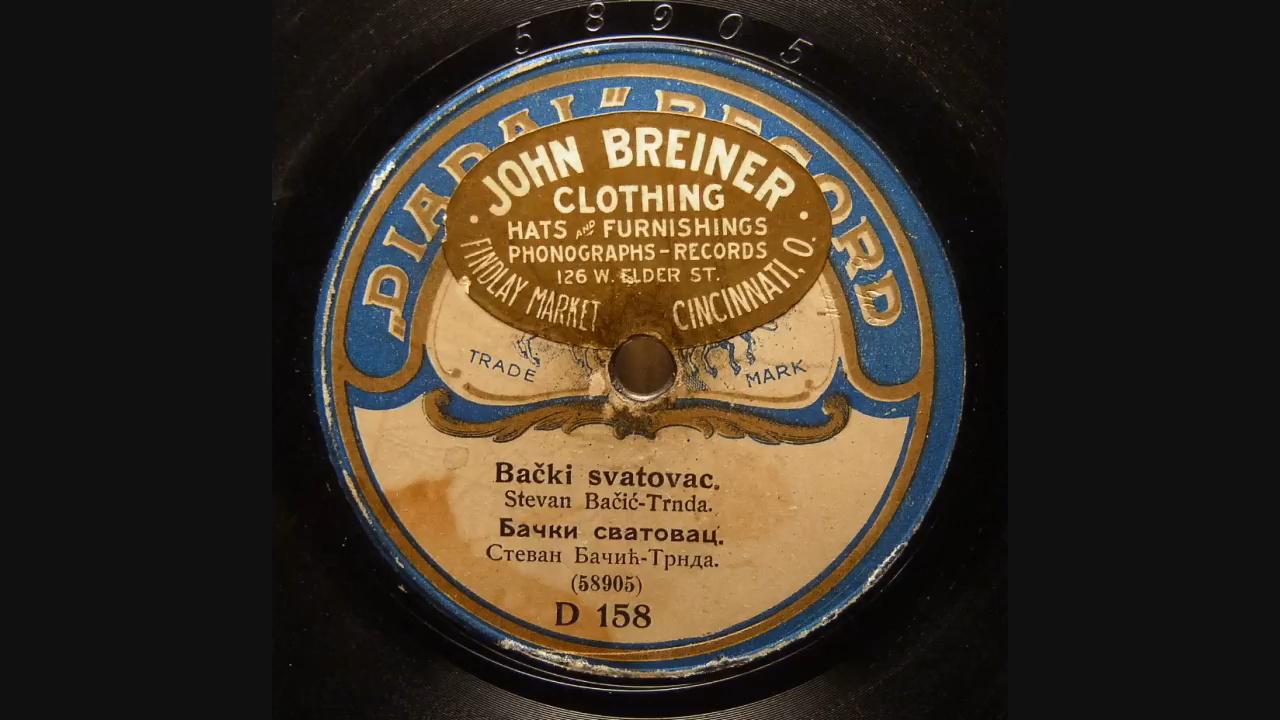 58905
„DIADAL" RECORD
JOHN BREINER
CLOTHING
HATS AND FURNISHINGS
PHONOGRAPHS-RECORDS
126 W. ELDER ST.
FINDLAY MARKET CINCINNATI, O.
TRADE MARK
Bački svatovac.
Stevan Bačić-Trnda.
Бачки сватовац.
Стеван Бачић-Трнда.
(58905)
D 158